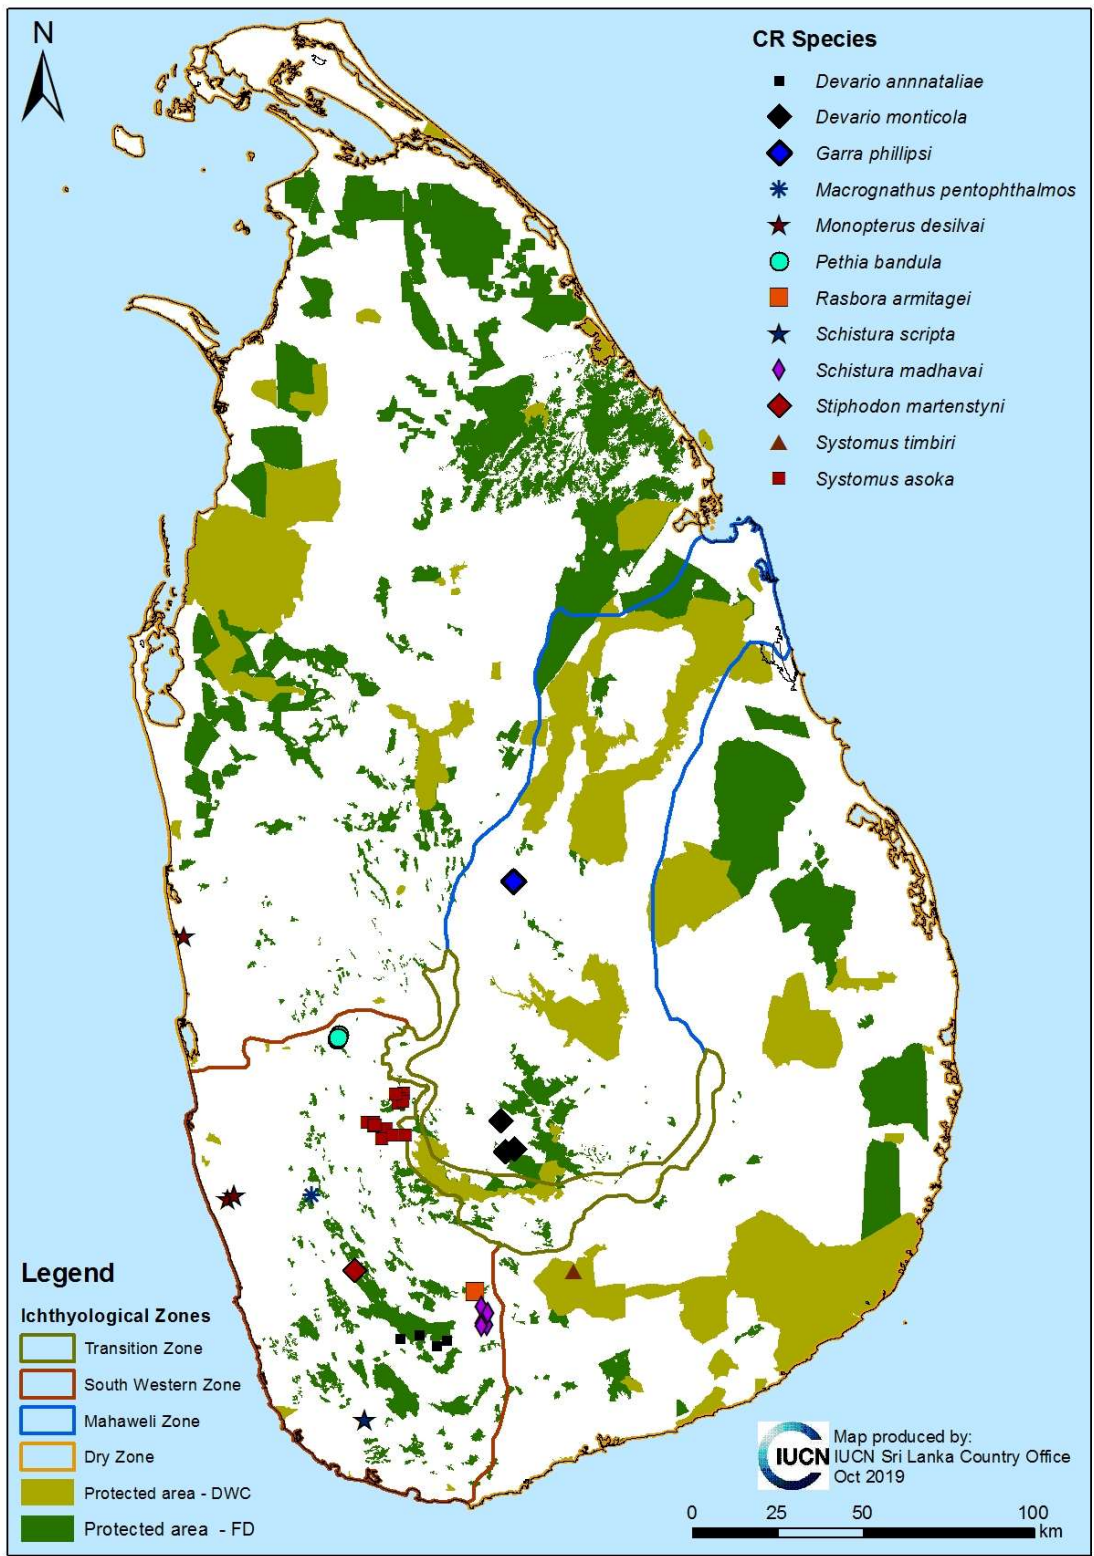 N
CR Species
Devario annnataliae
Devario monticola
Garra phillipsi
Macrognathus pentophthalmos
Monopterus desilvai
Pethia bandula
Rasbora armitagei
Schistura scripta
Schistura madhavai
Stiphodon martenstyni
Systomus timbiri
Systomus asoka
Legend
Ichthyological Zones
Transition Zone
South Western Zone
Mahaweli Zone
Dry Zone
Protected area - DWC
Protected area - FD
IUCN
Map produced by:
IUCN Sri Lanka Country Office
Oct 2019
0 25 50 100
km